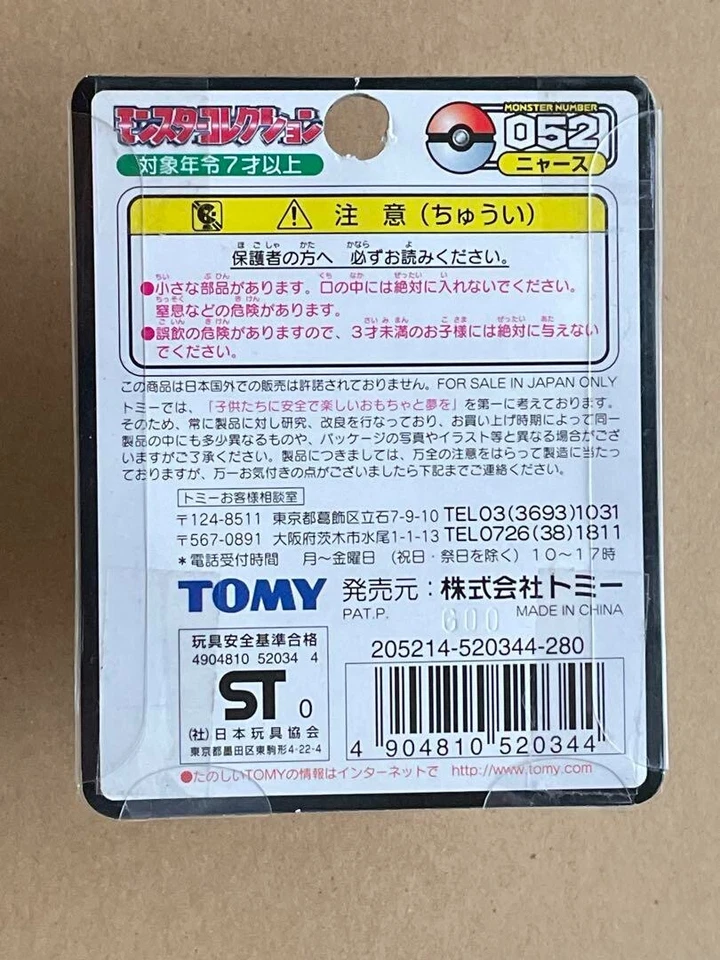 モンスターコレクション
対象年令7才以上
MONSTER NUMBER
052
ニャース
注 意(ちゅうい)
保護者の方へ 必ずお読みください。
●小さな部品があります。口の中には絶対に入れないでください。
窒息などの危険があります。
●誤飲の危険がありますので、3才未満のお子様には絶対に与えない
でください。
この商品は日本国外での販売は許諾されておりません。FOR SALE IN JAPAN ONLY
トミーでは、「子供たちに安全で楽しいおもちゃと夢を」を第一に考えております。
そのため、常に製品に対し研究、改良を行なっており、お買い上げ時期によって同一
製品の中にも多少異なるものや、パッケージの写真やイラスト等と異なる場合がござ
いますがご了承ください。製品につきましては、万全の注意をはらって製造に当たっ
ておりますが、万一お気付きの点がございましたら下記までご連絡ください。
トミーお客様相談室
〒124-8511 東京都葛飾区立石7-9-10 TEL03(3693)1031
〒567-0891 大阪府茨木市水尾1-1-13 TEL0726(38)1811
*電話受付時間 月~金曜日 (祝日・祭日を除く) 10~17時
TOMY 発売元:株式会社トミー
PAT.P. 600 MADE IN CHINA
205214-520344-280
玩具安全基準合格
4904810 52034 4
ST 0
(社)日本玩具協会
東京都墨田区東駒形4-22-4
4 904810 520344
●たのしいTOMYの情報はインターネットで http://www.tomy.com